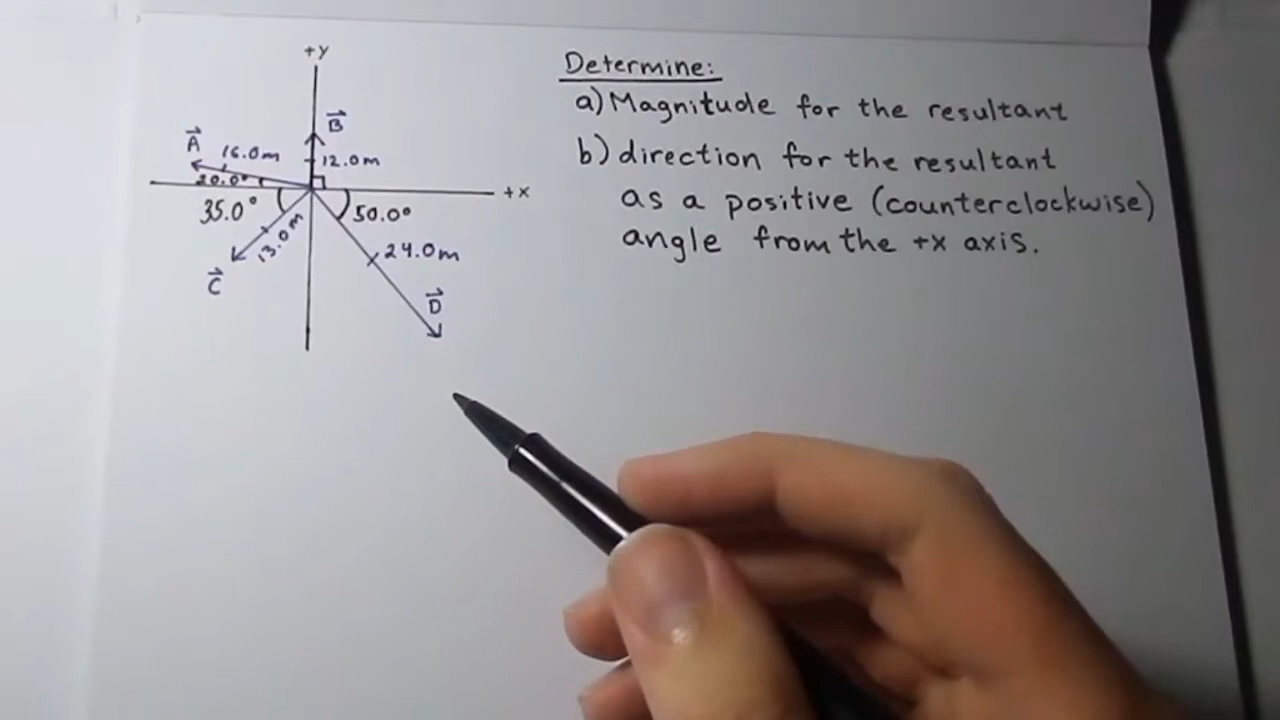 +y
B
A
16.0m
12.0m
20.0°
+x
35.0°
50.0°
13.0m
24.0m
C
D
Determine:
a) Magnitude for the resultant
b) direction for the resultant
as a positive (counterclockwise)
angle from the +x axis.